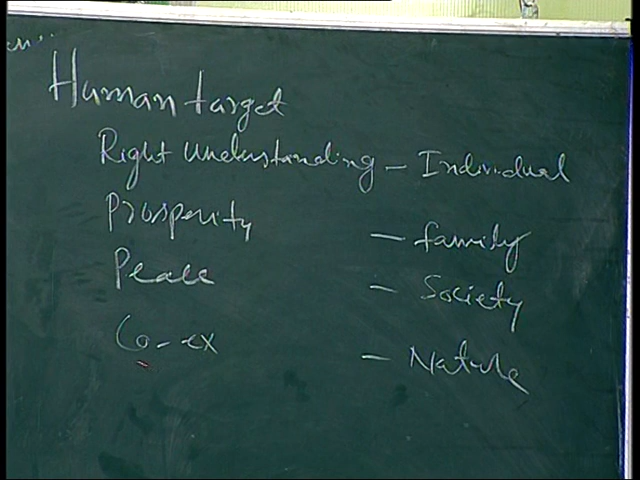 Human target
Right Understanding - Individual
Prosperity - family
Peace - Society
Co-ex - Nature